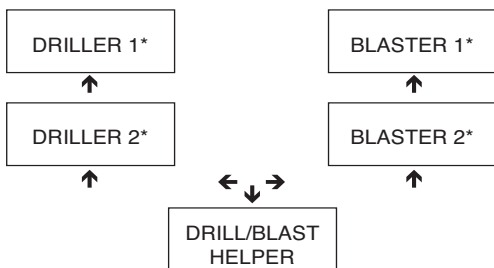 DRILLER 1*
BLASTER 1*
DRILLER 2*
BLASTER 2*
DRILL/BLAST
HELPER